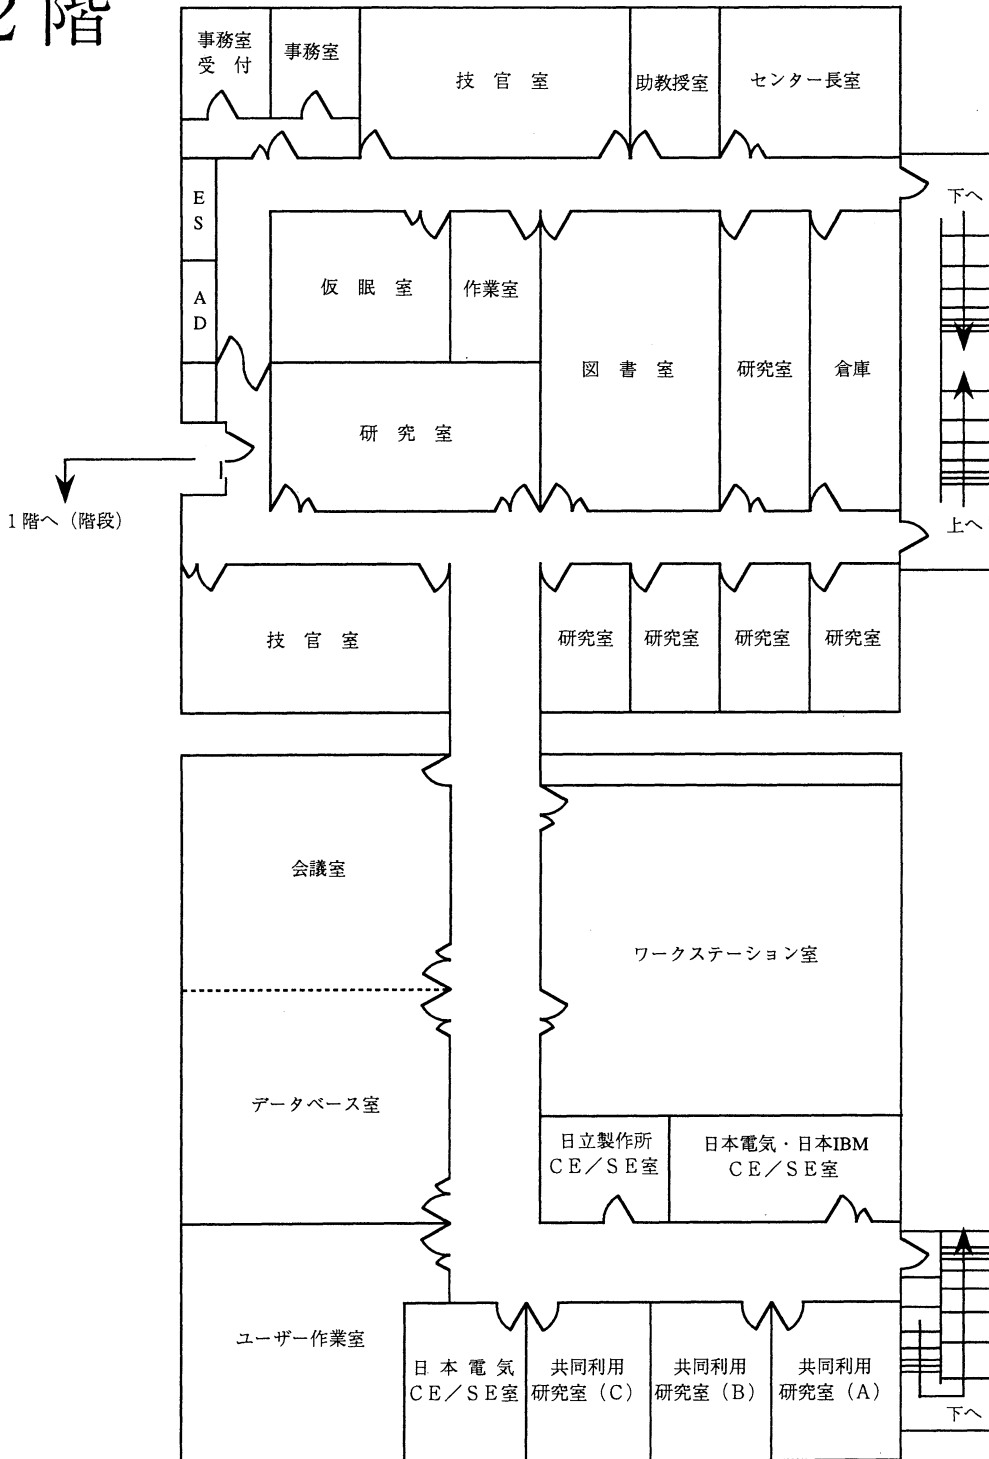 2階
事務室
受 付
事務室
技 官 室
助教授室
センター長室
E
S
下へ
A
D
仮 眠 室
作業室
図 書 室
研究室
倉庫
研 究 室
1階へ（階段）
上へ
技 官 室
研究室
研究室
研究室
研究室
会議室
ワークステーション室
データベース室
日立製作所
ＣＥ／ＳＥ室
日本電気・日本IBM
ＣＥ／ＳＥ室
ユーザー作業室
日 本 電 気
ＣＥ／ＳＥ室
共同利用
研究室（Ｃ）
共同利用
研究室（Ｂ）
共同利用
研究室（Ａ）
下へ